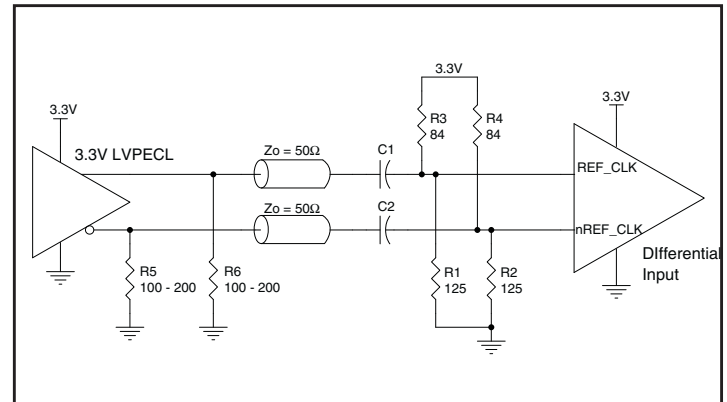 3.3V
3.3V LVPECL
Zo = 50Ω
Zo = 50Ω
C1
C2
3.3V
R3
84
R4
84
3.3V
REF_CLK
nREF_CLK
DIfferential
Input
R5
100 - 200
R6
100 - 200
R1
125
R2
125